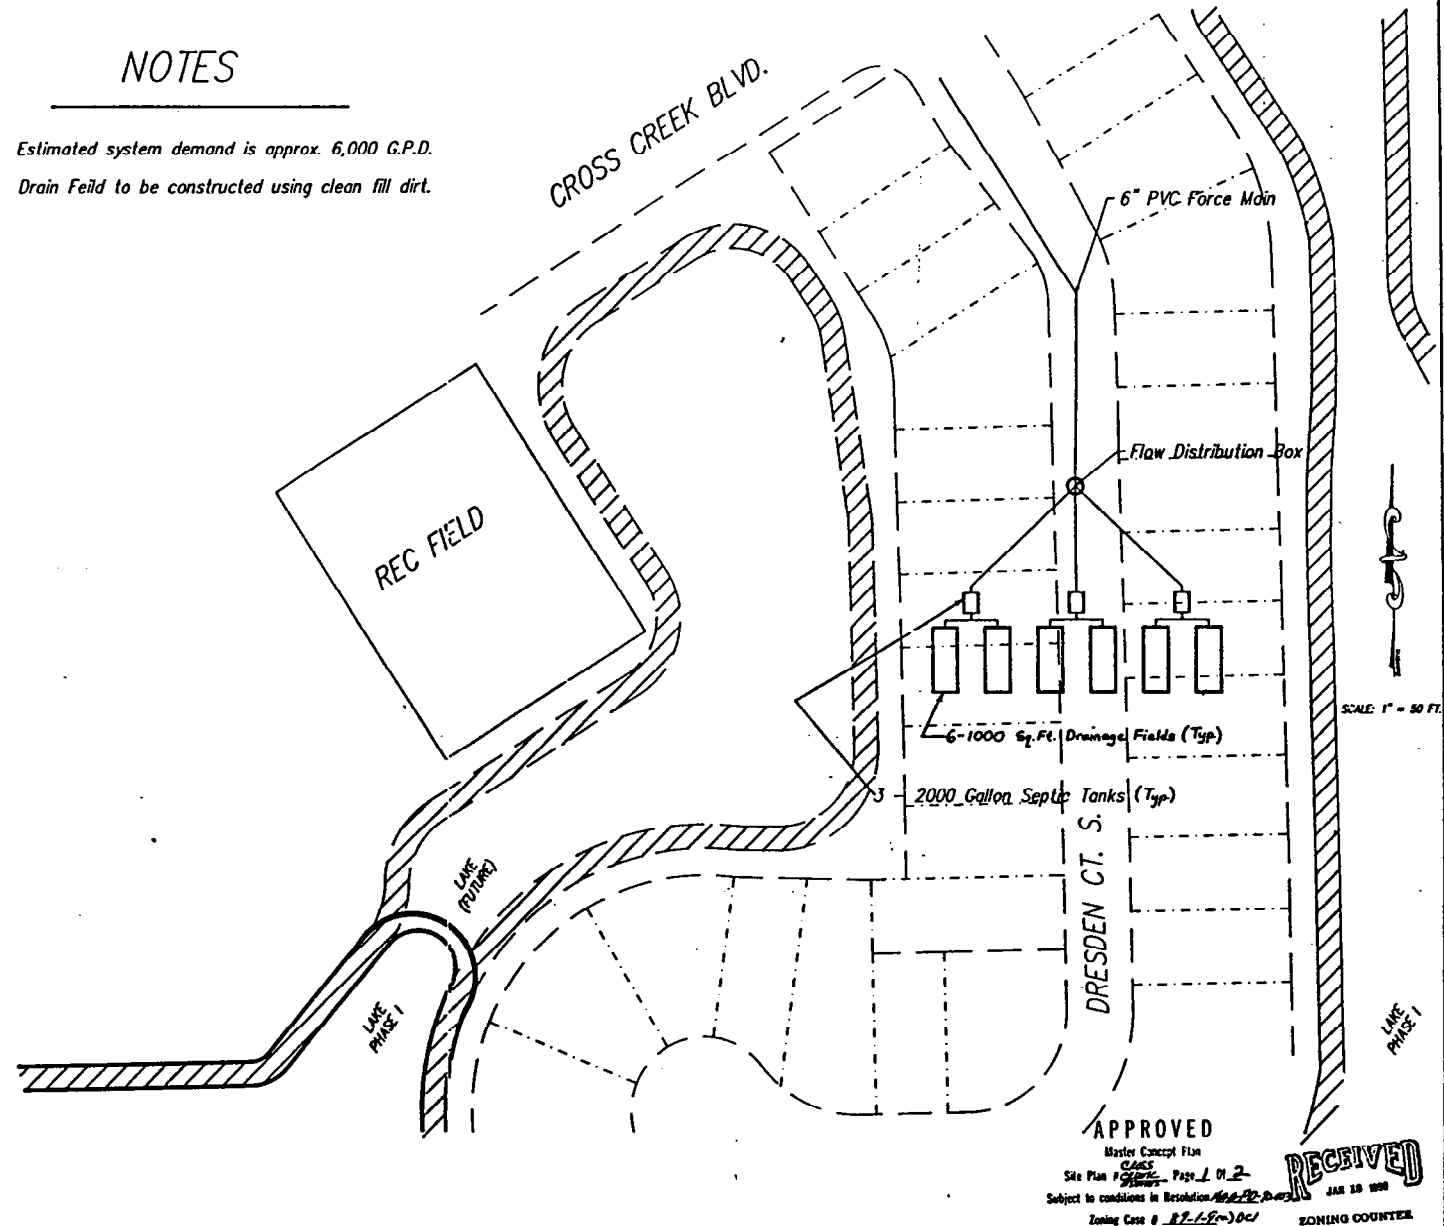 NOTES
Estimated system demand is approx. 6,000 G.P.D.
Drain Feild to be constructed using clean fill dirt.
CROSS CREEK BLVD.
6" PVC Force Main
Flow Distribution Box
REC FIELD
SCALE: 1" = 50 FT.
6-1000 Sq.Ft. Drainage Fields (Typ.)
3 - 2000 Gallon Septic Tanks (Typ.)
DRESDEN CT. S.
LAKE
(FUTURE)
LAKE
PHASE I
LAKE
PHASE I
APPROVED
Master Concept Plan
Site Plan # Page 1 Of 2
Subject to conditions in Resolution
Zoning Case #
RECEIVED
JAN 18
ZONING COUNTER